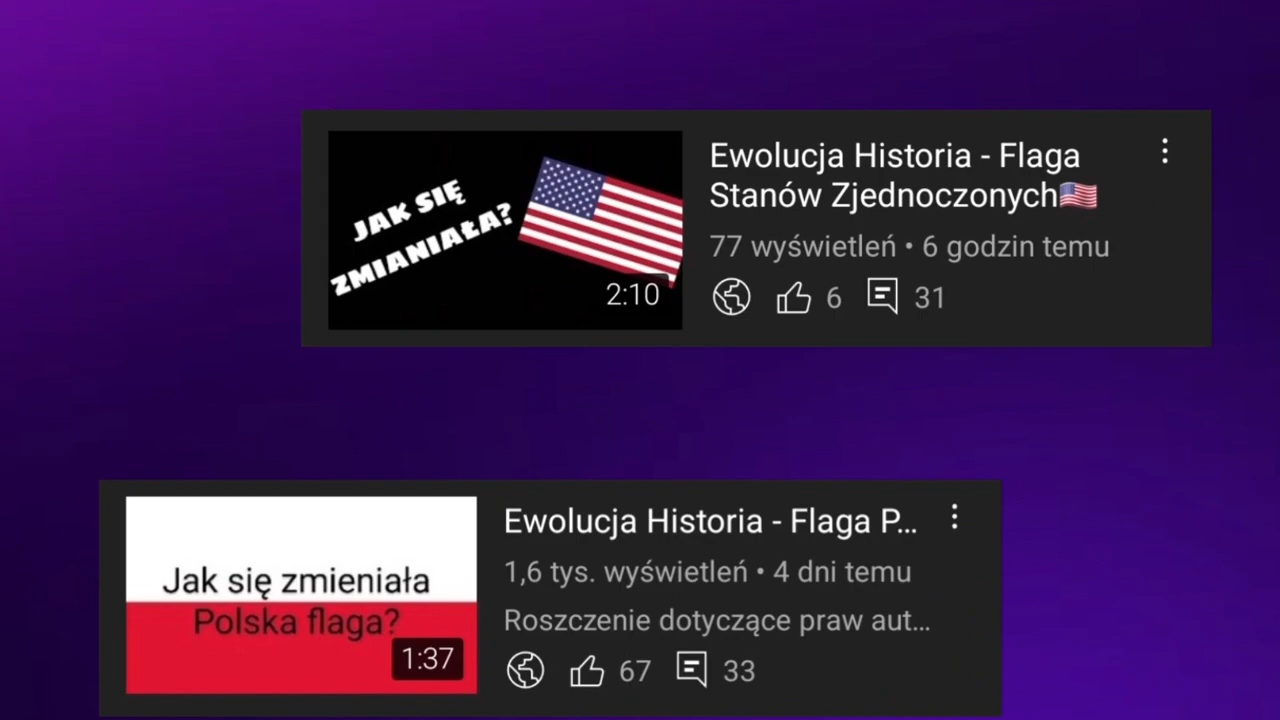 JAK SIĘ
ZMIANIAŁA?
2:10
Ewolucja Historia - Flaga
Stanów Zjednoczonych🇺🇸
77 wyświetleń • 6 godzin temu
6 31
Jak się zmieniała
Polska flaga?
1:37
Ewolucja Historia - Flaga P...
1,6 tys. wyświetleń • 4 dni temu
Roszczenie dotyczące praw aut...
67 33